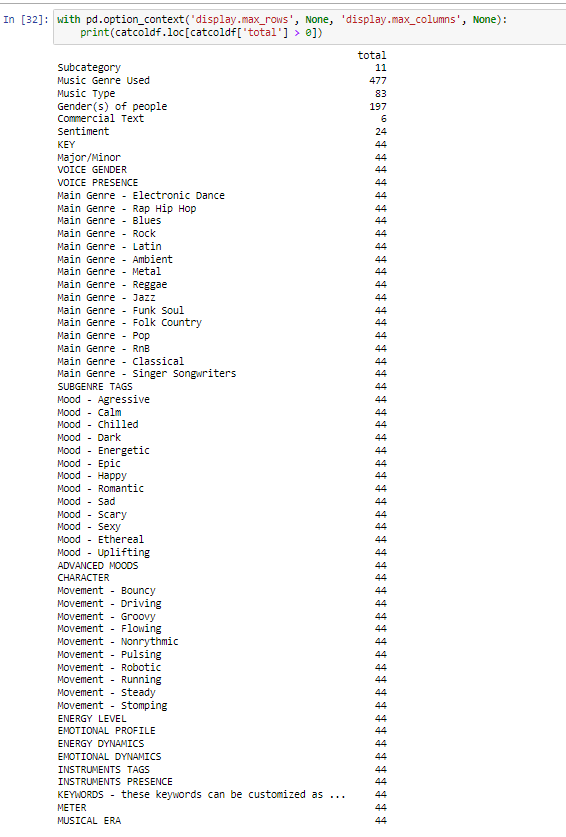 In [32]: with pd.option_context('display.max_rows', None, 'display.max_columns', None):
print(catcoldf.loc[catcoldf['total'] > 0])
total
Subcategory 11
Music Genre Used 477
Music Type 83
Gender(s) of people 197
Commercial Text 6
Sentiment 24
KEY 44
Major/Minor 44
VOICE GENDER 44
VOICE PRESENCE 44
Main Genre - Electronic Dance 44
Main Genre - Rap Hip Hop 44
Main Genre - Blues 44
Main Genre - Rock 44
Main Genre - Latin 44
Main Genre - Ambient 44
Main Genre - Metal 44
Main Genre - Reggae 44
Main Genre - Jazz 44
Main Genre - Funk Soul 44
Main Genre - Folk Country 44
Main Genre - Pop 44
Main Genre - RnB 44
Main Genre - Classical 44
Main Genre - Singer Songwriters 44
SUBGENRE TAGS 44
Mood - Agressive 44
Mood - Calm 44
Mood - Chilled 44
Mood - Dark 44
Mood - Energetic 44
Mood - Epic 44
Mood - Happy 44
Mood - Romantic 44
Mood - Sad 44
Mood - Scary 44
Mood - Sexy 44
Mood - Ethereal 44
Mood - Uplifting 44
ADVANCED MOODS 44
CHARACTER 44
Movement - Bouncy 44
Movement - Driving 44
Movement - Groovy 44
Movement - Flowing 44
Movement - Nonrythmic 44
Movement - Pulsing 44
Movement - Robotic 44
Movement - Running 44
Movement - Steady 44
Movement - Stomping 44
ENERGY LEVEL 44
EMOTIONAL PROFILE 44
ENERGY DYNAMICS 44
EMOTIONAL DYNAMICS 44
INSTRUMENTS TAGS 44
INSTRUMENTS PRESENCE 44
KEYWORDS - these keywords can be customized as ... 44
METER 44
MUSICAL ERA 44